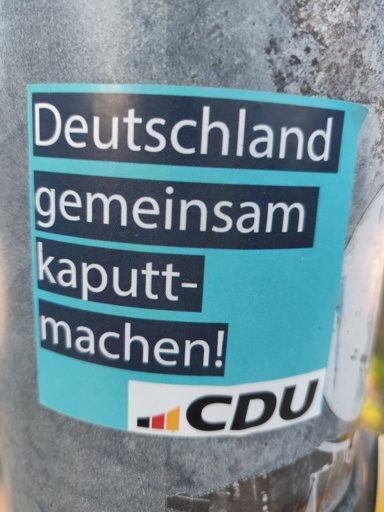 Deutschland
gemeinsam
kaputt-
machen!
CDU